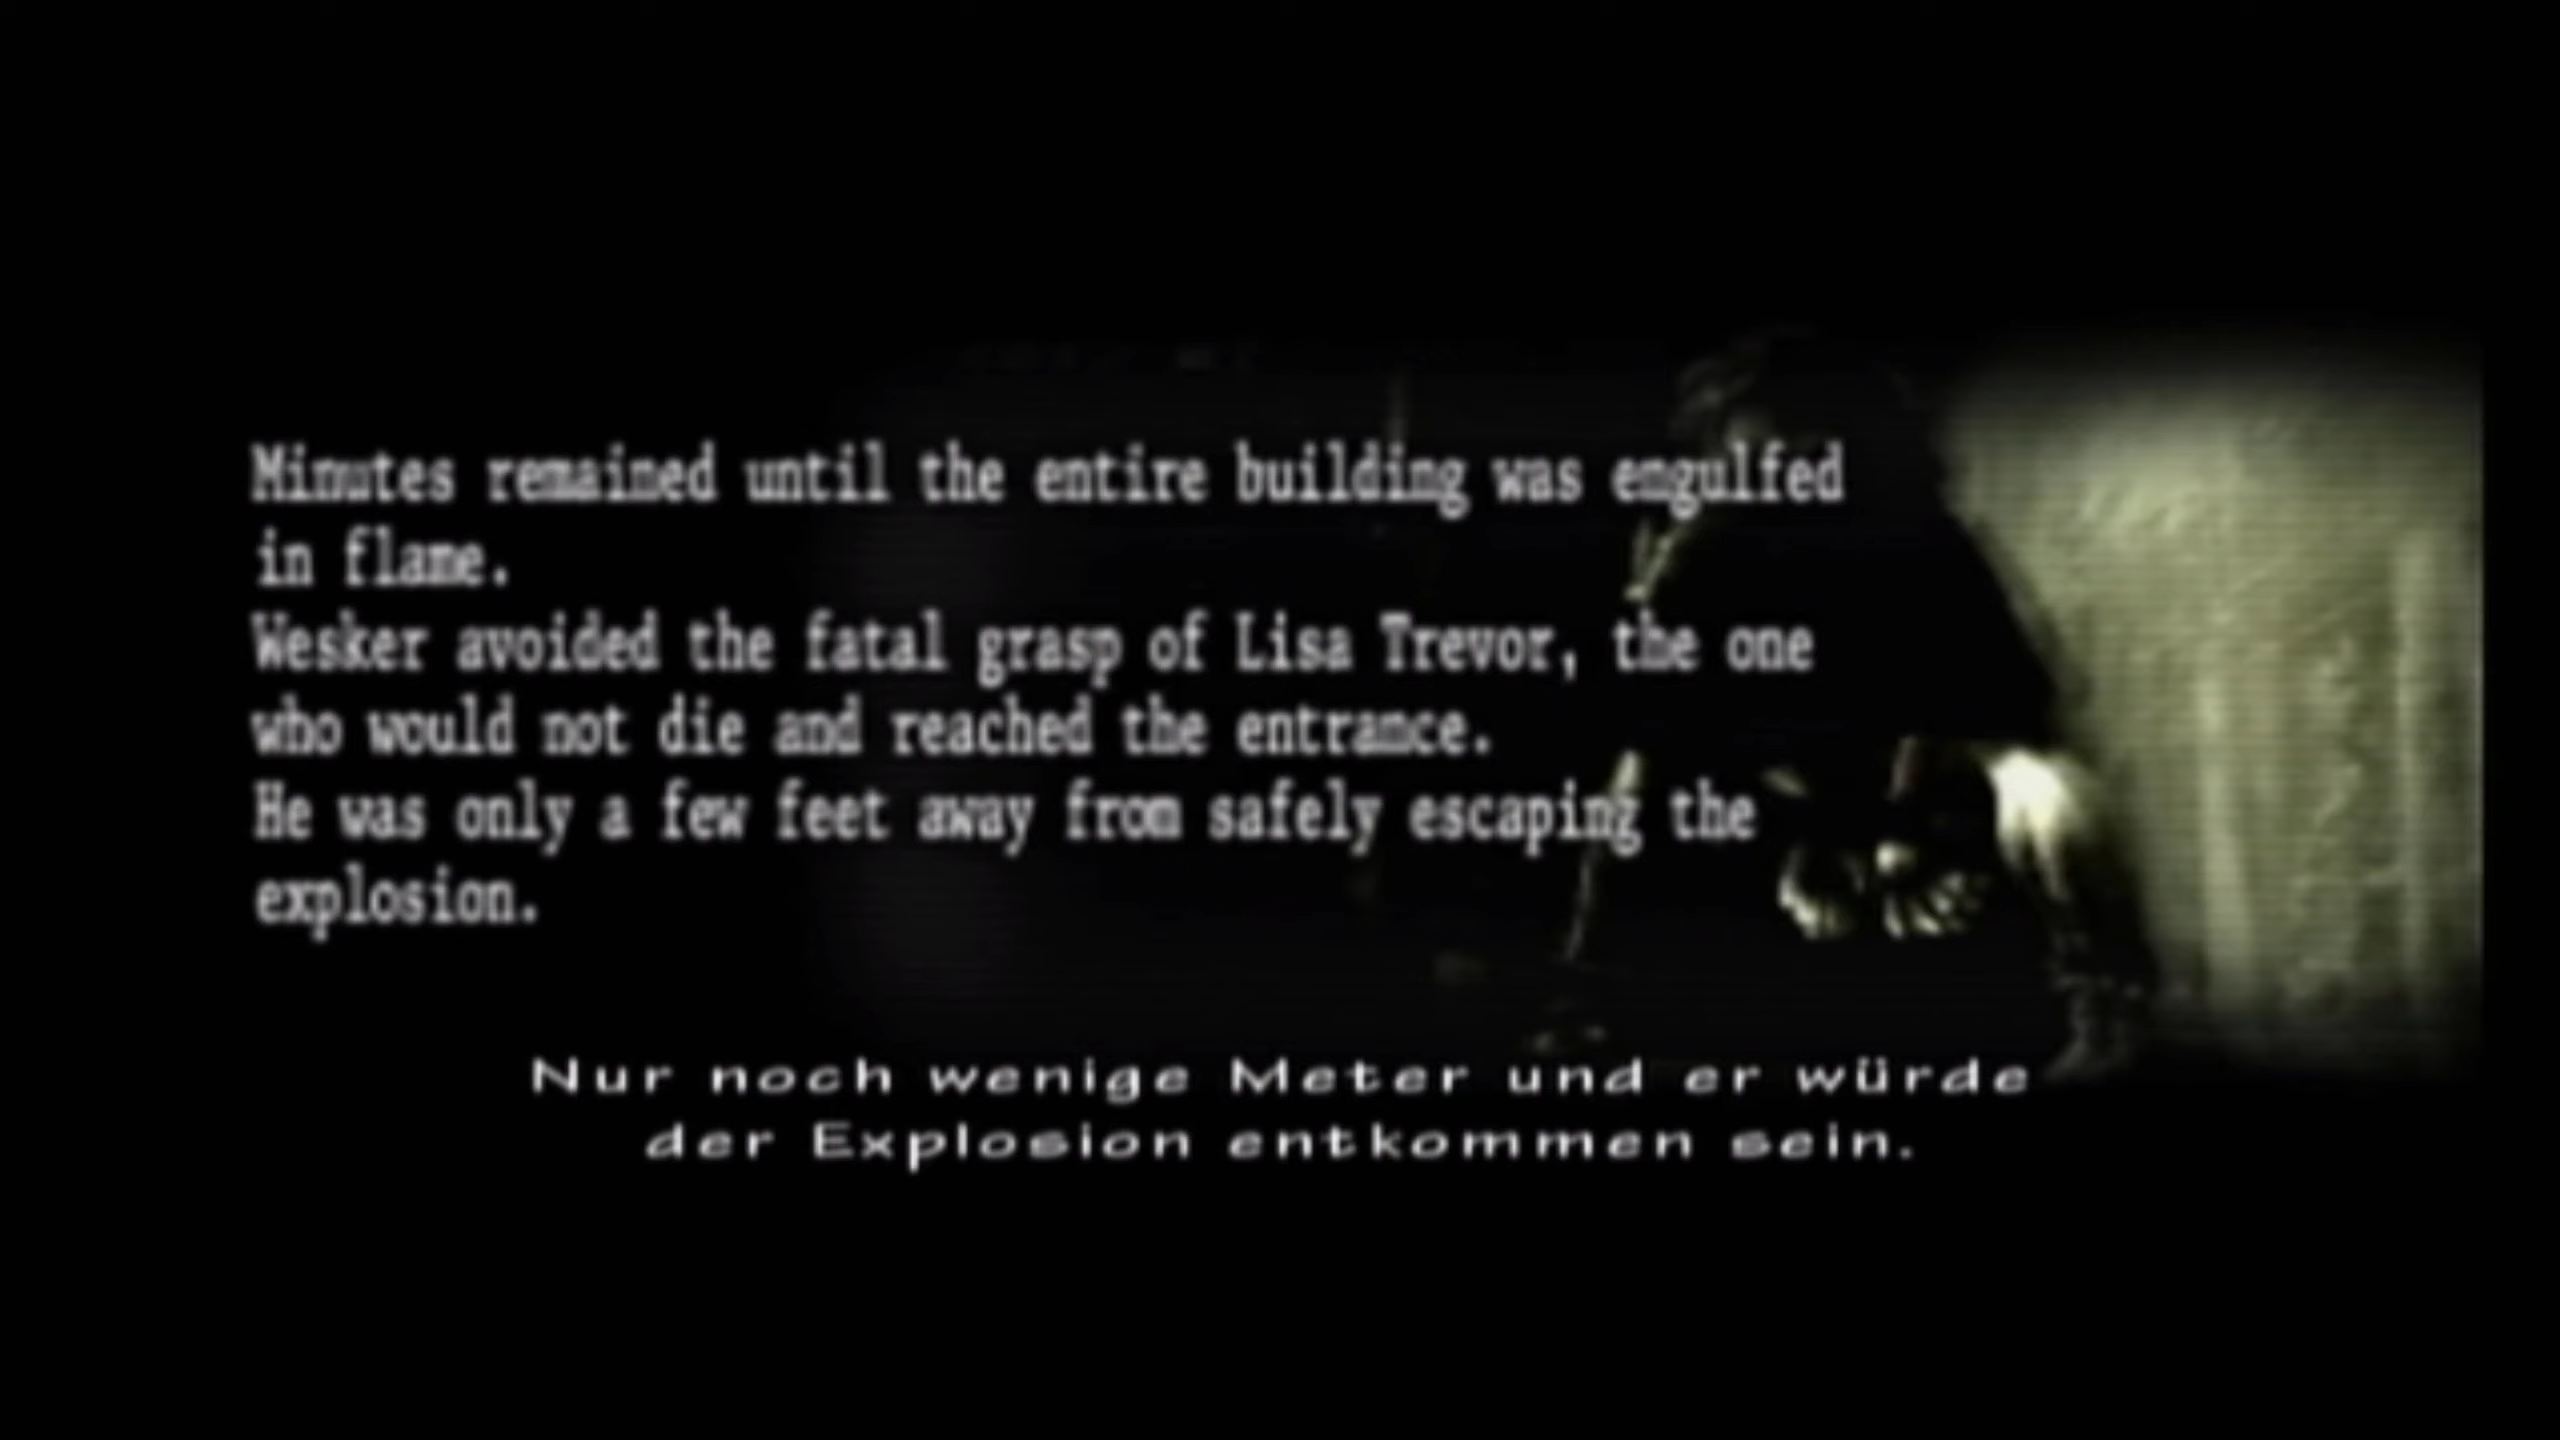 Minutes remained until the entire building was engulfed
in flame.
Wesker avoided the fatal grasp of Lisa Trevor, the one
who would not die and reached the entrance.
He was only a few feet away from safely escaping the
explosion.
Nur noch wenige Meter und er würde
der Explosion entkommen sein.